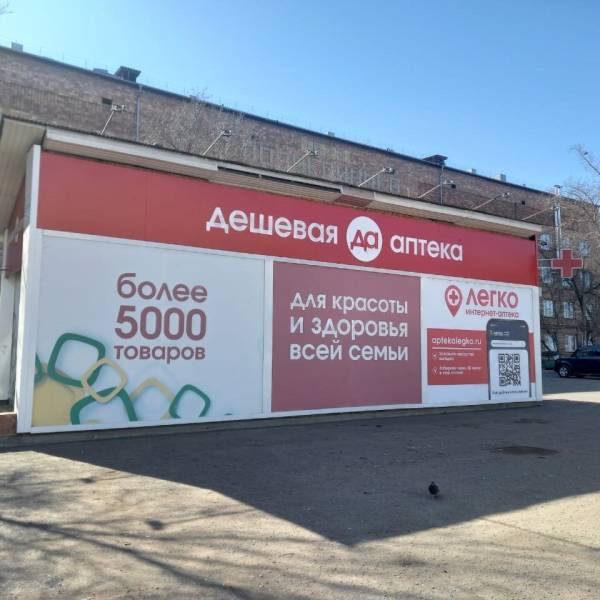 дешевая да аптека
более
5000
товаров
для красоты
и здоровья
всей семьи
легко
интернет-аптека
aptekalegko.ru